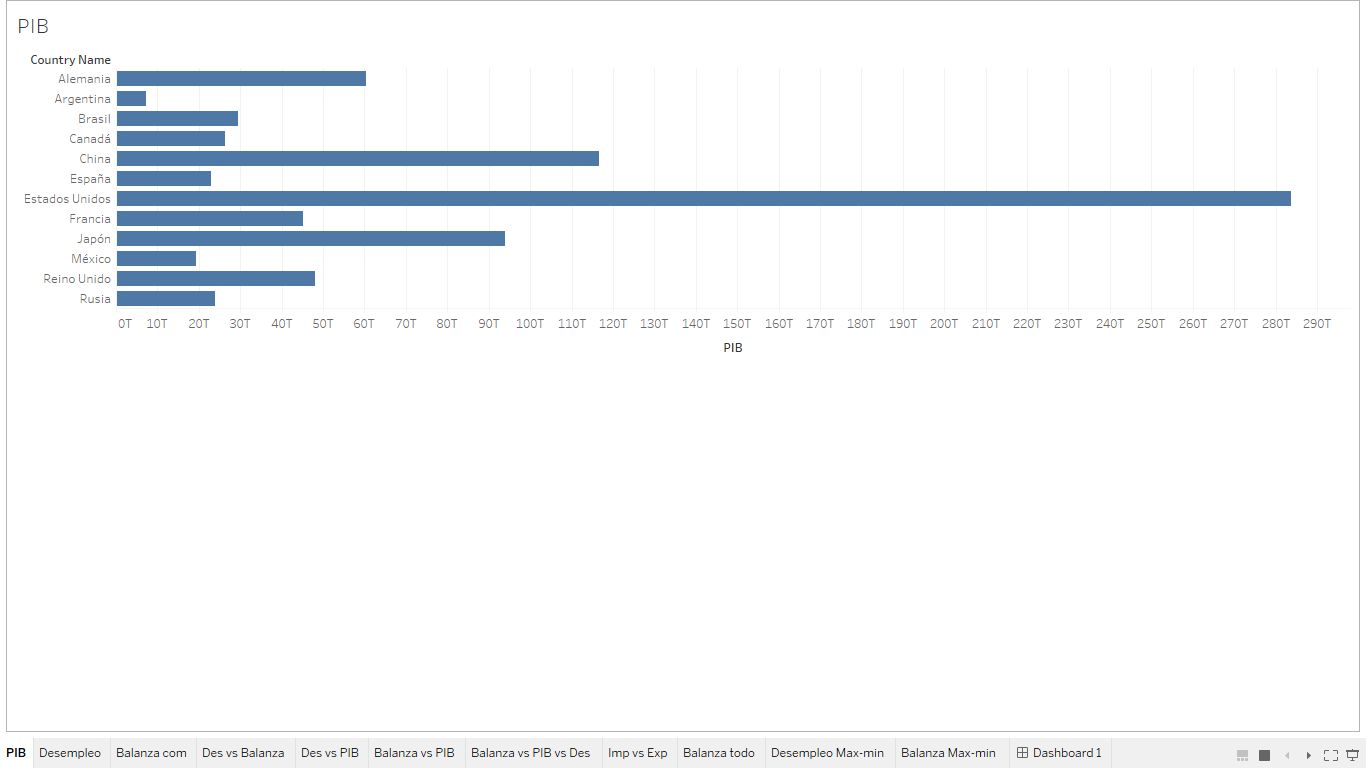 PIB
Country Name
Alemania
Argentina
Brasil
Canadá
China
España
Estados Unidos
Francia
Japón
México
Reino Unido
Rusia
0T 10T 20T 30T 40T 50T 60T 70T 80T 90T 100T 110T 120T 130T 140T 150T 160T 170T 180T 190T 200T 210T 220T 230T 240T 250T 260T 270T 280T 290T
PIB
PIB Desempleo Balanza com Des vs Balanza Des vs PIB Balanza vs PIB Balanza vs PIB vs Des Imp vs Exp Balanza todo Desempleo Max-min Balanza Max-min Dashboard 1